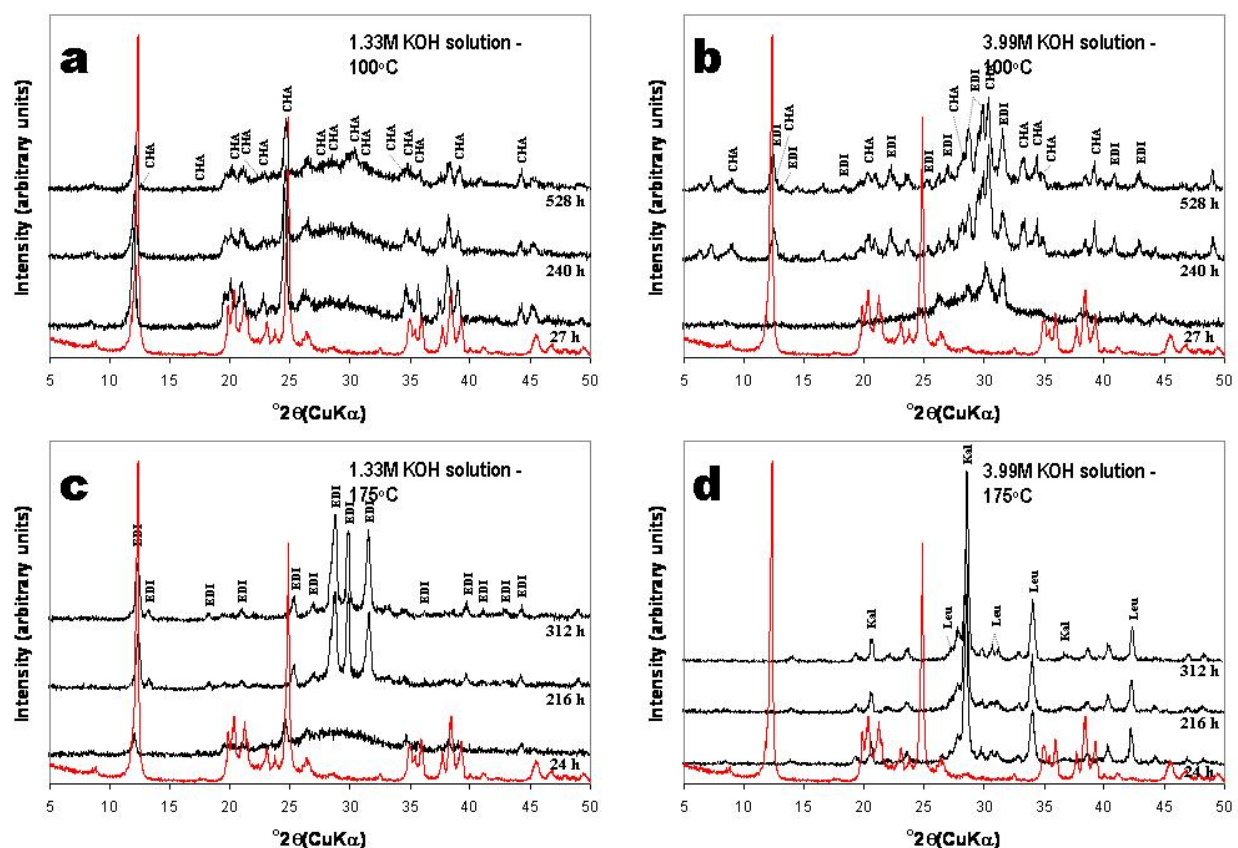 a
1.33M KOH solution -
100°C
Intensity (arbitrary units)
CHA CHA CHA CHA CHA CHA CHA CHA CHA CHA CHA CHA CHA CHA CHA
528 h
240 h
27 h
5 10 15 20 25 30 35 40 45 50
°2θ(CuKα)
b
3.99M KOH solution -
100°C
Intensity (arbitrary units)
CHA EDI CHA EDI EDI CHA EDI EDI EDI CHA EDI EDI CHA EDI CHA CHA CHA CHA EDI EDI
528 h
240 h
27 h
5 10 15 20 25 30 35 40 45 50
°2θ(CuKα)
c
1.33M KOH solution -
175°C
Intensity (arbitrary units)
EDI EDI EDI EDI EDI EDI EDI EDI EDI EDI EDI EDI EDI EDI
312 h
216 h
24 h
5 10 15 20 25 30 35 40 45 50
°2θ(CuKα)
d
3.99M KOH solution -
175°C
Intensity (arbitrary units)
Kal Leu Kal Leu Leu Kal Leu
312 h
216 h
24 h
5 10 15 20 25 30 35 40 45 50
°2θ(CuKα)